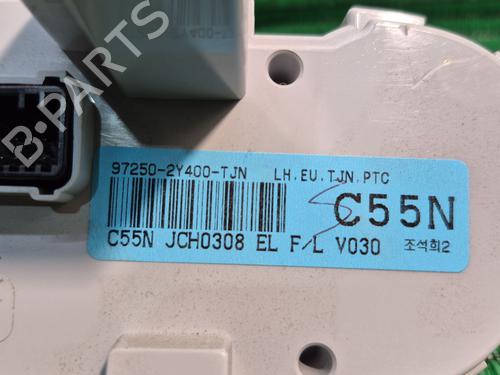 97250-2Y400-TJN LH.EU.TJN.PTC
C55N
C55N JCH0308 EL F/L V030 조석희2
B-PARTS